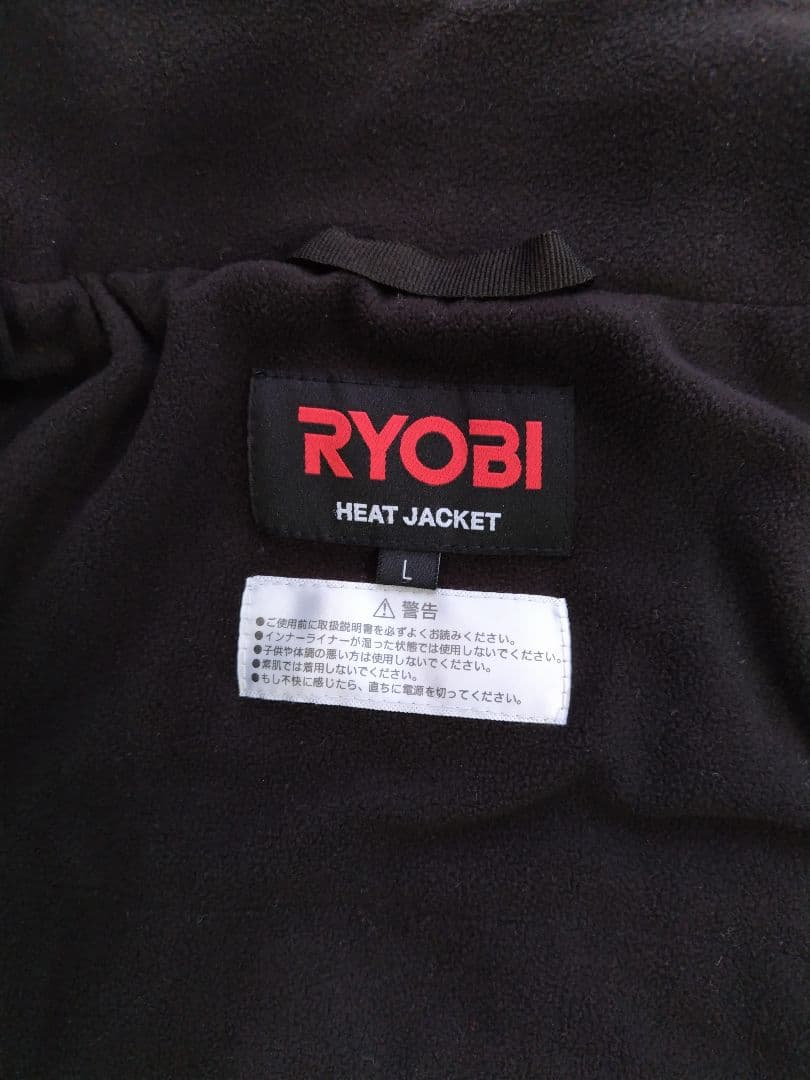 RYOBI
HEAT JACKET
L
⚠ 警告
●ご使用前に取扱説明書を必ずよくお読みください。
●インナーライナーが湿った状態では使用しないでください。
●子供や体調の悪い方は使用しないでください。
●素肌では着用しないでください。
●もし不快に感じたら、直ちに電源を切ってください。